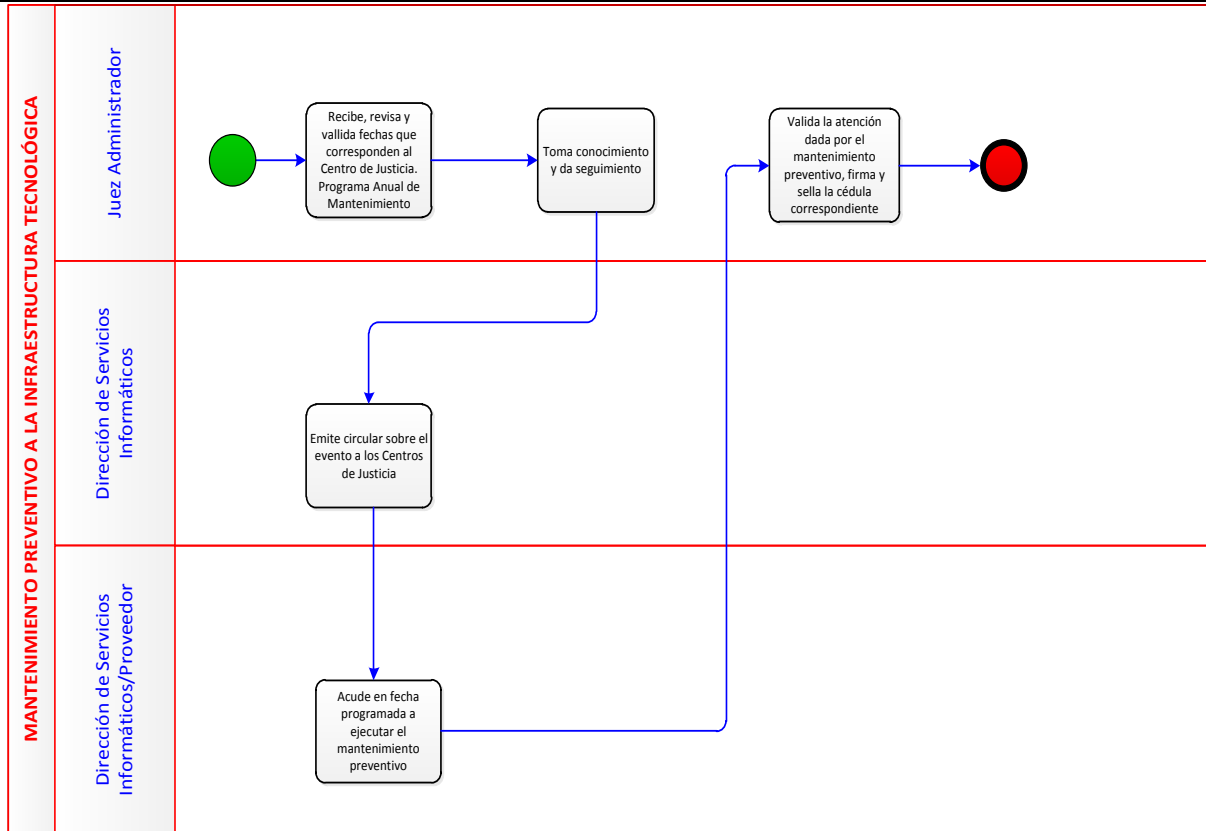 MANTENIMIENTO PREVENTIVO A LA INFRAESTRUCTURA TECNOLÓGICA
Juez Administrador
Recibe, revisa y
vallida fechas que
corresponden al
Centro de Justicia.
Programa Anual de
Mantenimiento
Toma conocimiento
y da seguimiento
Valida la atención
dada por el
mantenimiento
preventivo, firma y
sella la cédula
correspondiente
Dirección de Servicios
Informáticos
Emite circular sobre el
evento a los Centros
de Justicia
Dirección de Servicios
Informáticos/Proveedor
Acude en fecha
programada a
ejecutar el
mantenimiento
preventivo